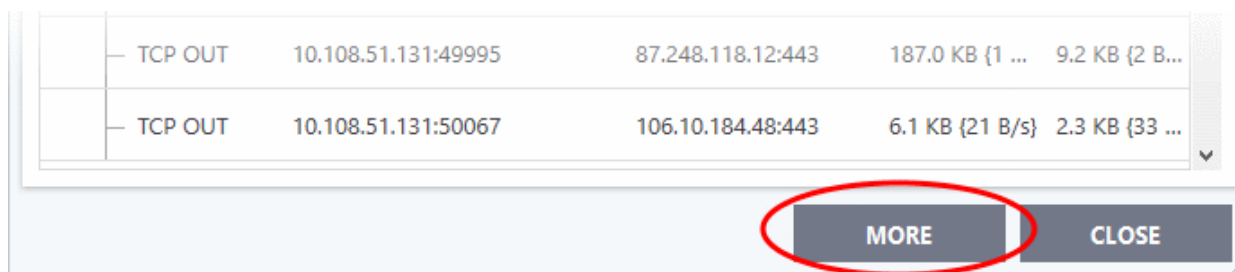 TCP OUT 10.108.51.131:49995 87.248.118.12:443 187.0 KB {1 ... 9.2 KB {2 B...
TCP OUT 10.108.51.131:50067 106.10.184.48:443 6.1 KB {21 B/s} 2.3 KB {33 ...
MORE CLOSE